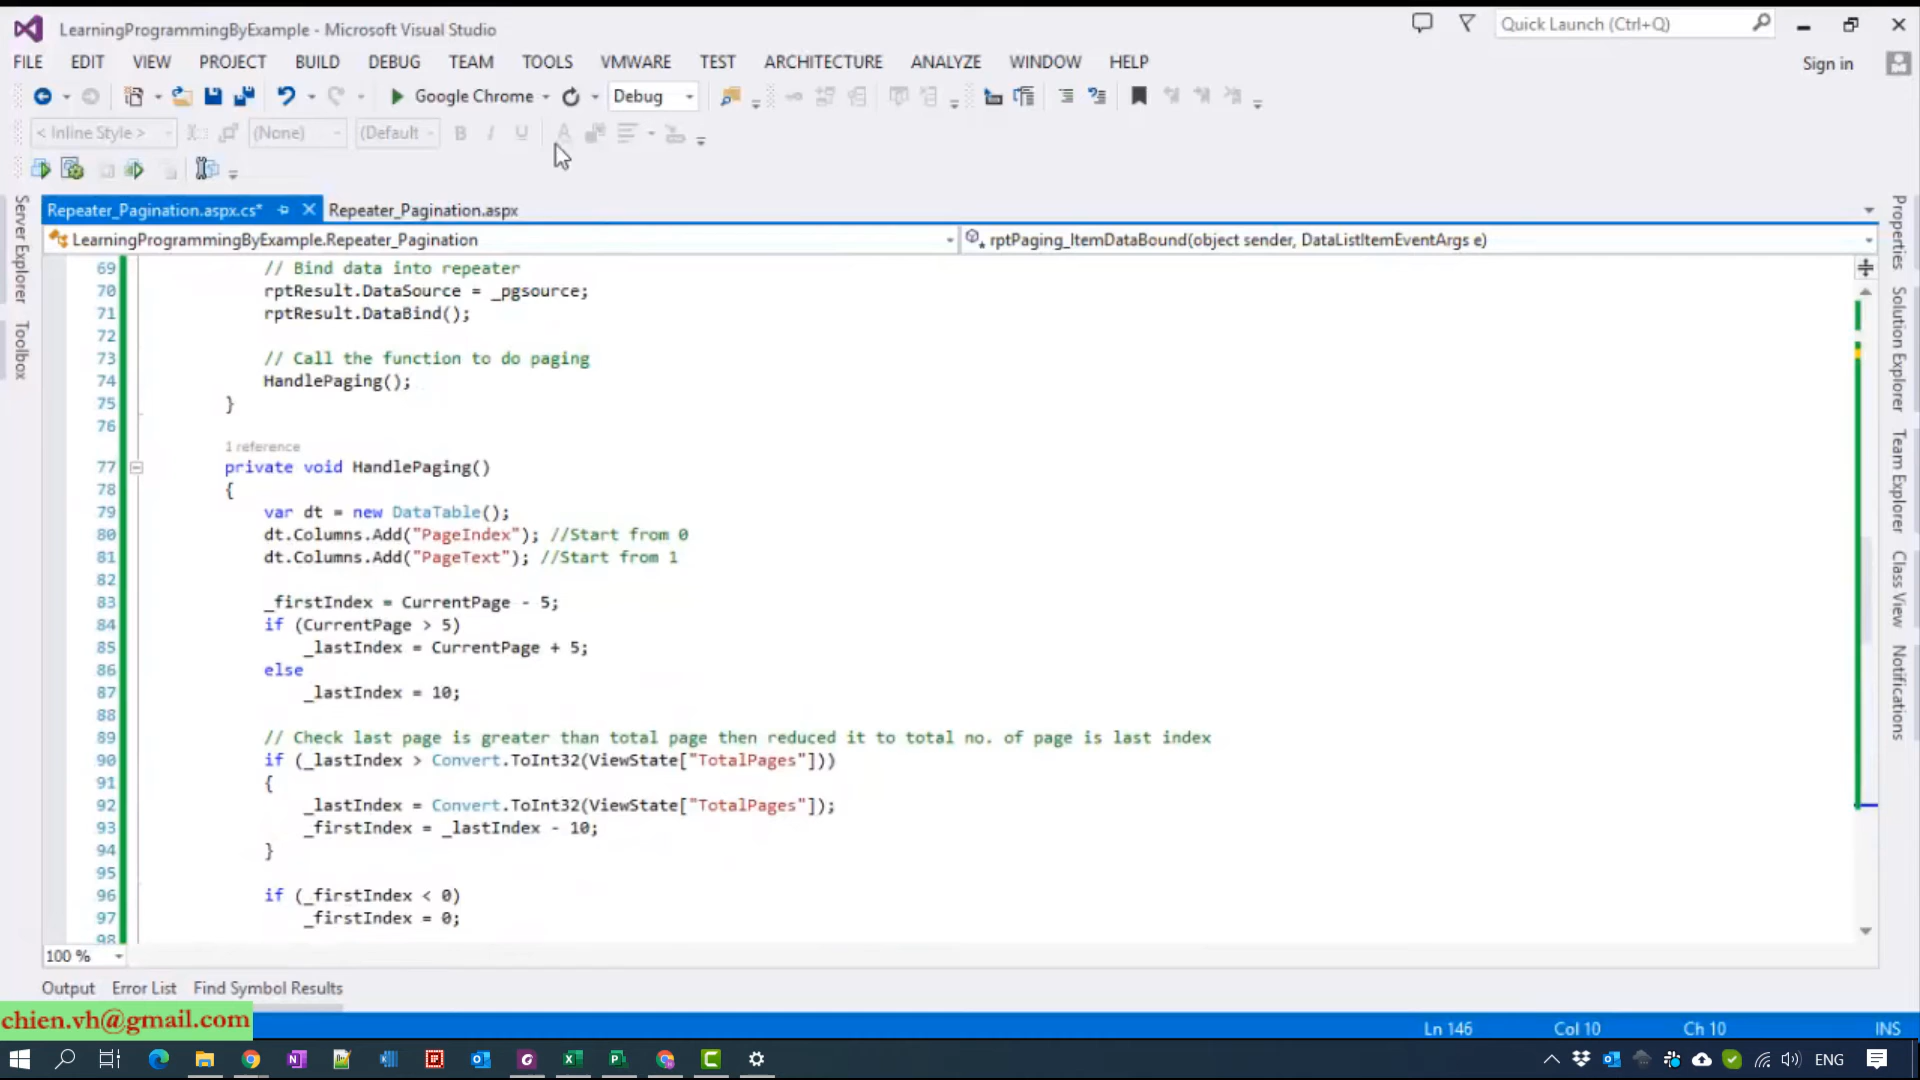 LearningProgrammingByExample - Microsoft Visual Studio
Quick Launch (Ctrl+Q)
FILE EDIT VIEW PROJECT BUILD DEBUG TEAM TOOLS VMWARE TEST ARCHITECTURE ANALYZE WINDOW HELP
Sign in
Google Chrome Debug
< Inline Style > (None) (Default B I U A
Repeater_Pagination.aspx.cs* Repeater_Pagination.aspx
LearningProgrammingByExample.Repeater_Pagination rptPaging_ItemDataBound(object sender, DataListItemEventArgs e)
69 // Bind data into repeater
70 rptResult.DataSource = _pgsource;
71 rptResult.DataBind();
72
73 // Call the function to do paging
74 HandlePaging();
75 }
76
1 reference
77 private void HandlePaging()
78 {
79 var dt = new DataTable();
80 dt.Columns.Add("PageIndex"); //Start from 0
81 dt.Columns.Add("PageText"); //Start from 1
82
83 _firstIndex = CurrentPage - 5;
84 if (CurrentPage > 5)
85 _lastIndex = CurrentPage + 5;
86 else
87 _lastIndex = 10;
88
89 // Check last page is greater than total page then reduced it to total no. of page is last index
90 if (_lastIndex > Convert.ToInt32(ViewState["TotalPages"]))
91 {
92 _lastIndex = Convert.ToInt32(ViewState["TotalPages"]);
93 _firstIndex = _lastIndex - 10;
94 }
95
96 if (_firstIndex < 0)
97 _firstIndex = 0;
98
100 %
Output Error List Find Symbol Results
chien.vh@gmail.com
Ln 146 Col 10 Ch 10 INS
ENG
Server Explorer
Toolbox
Properties
Solution Explorer
Team Explorer
Class View
Notifications